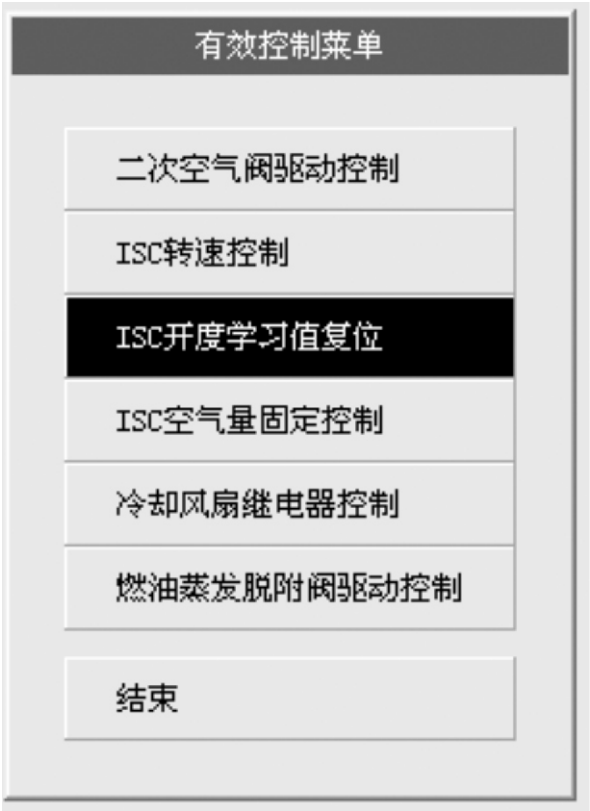 有效控制菜单
二次空气阀驱动控制
ISC转速控制
ISC开度学习值复位
ISC空气量固定控制
冷却风扇继电器控制
燃油蒸发脱附阀驱动控制
结束